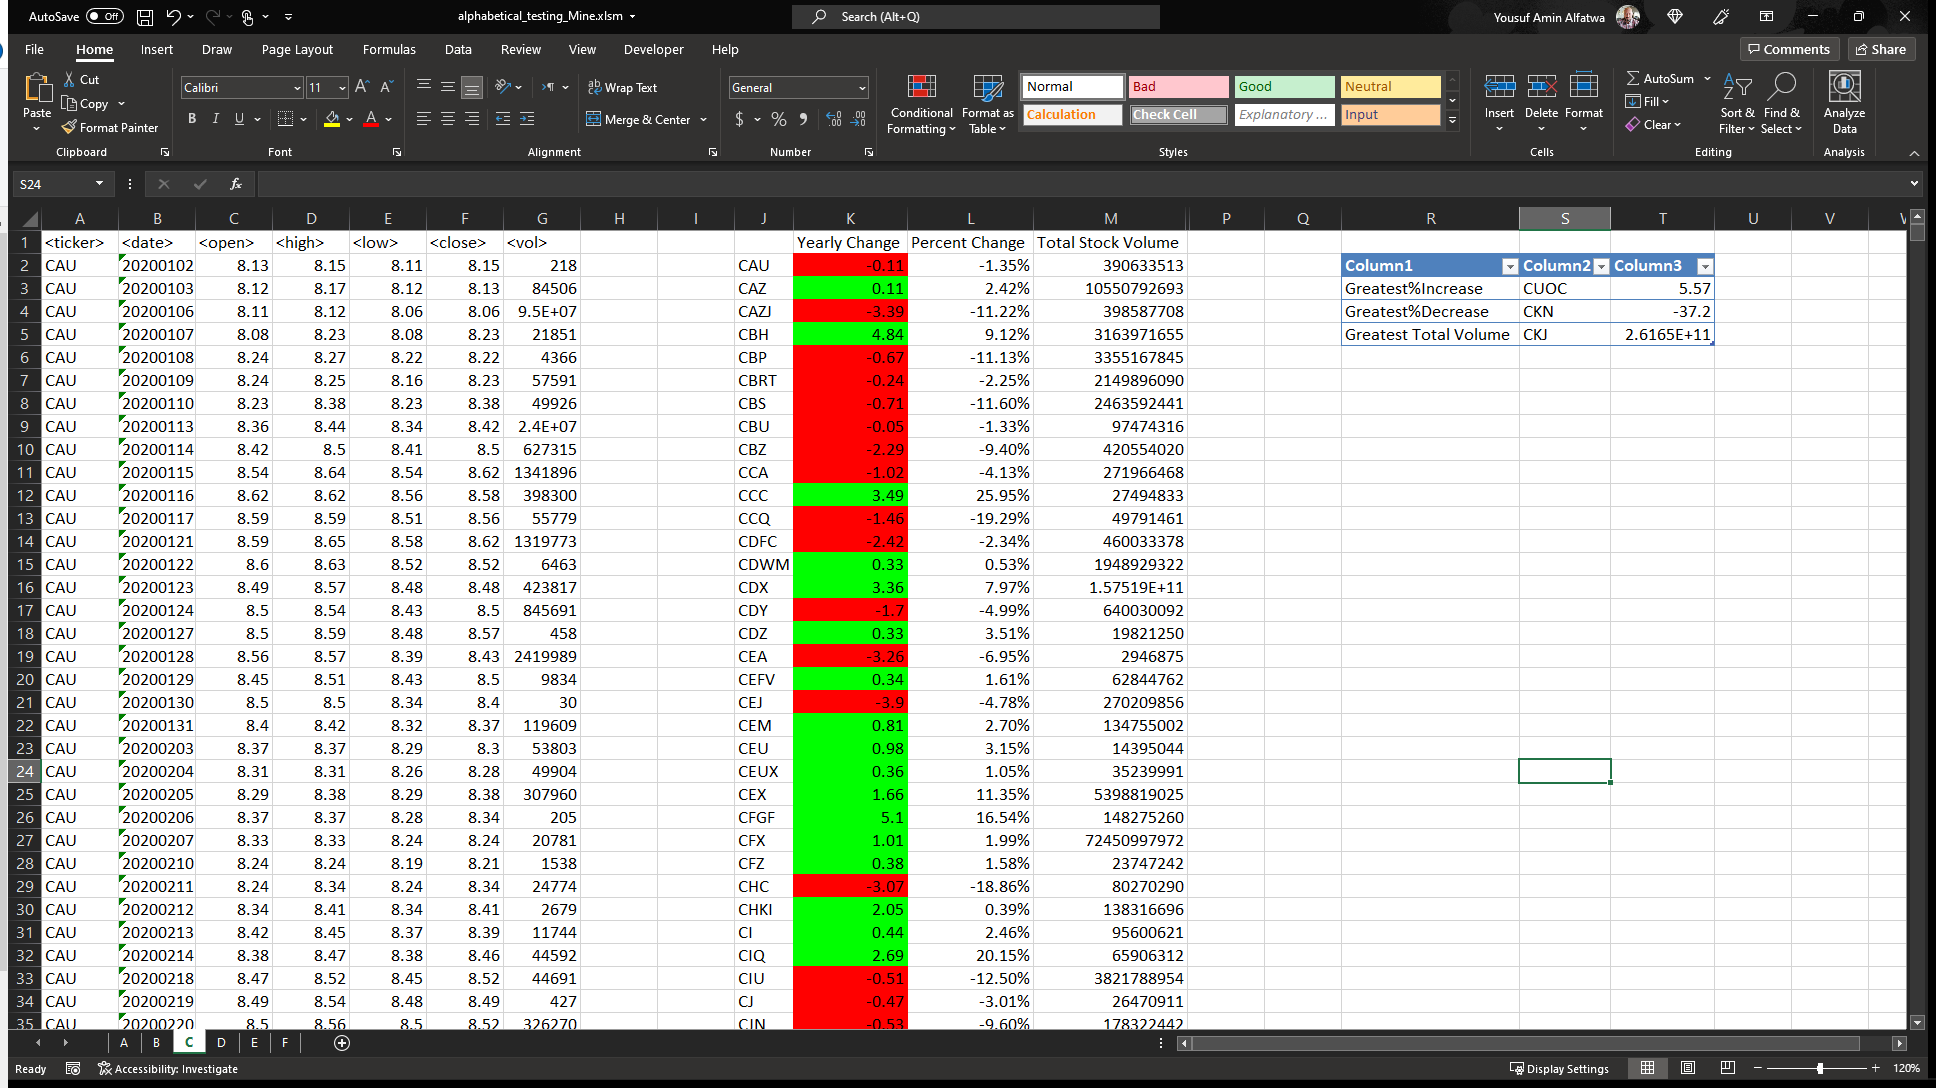 AutoSave Off alphabetical_testing_Mine.xlsm Search (Alt+Q) Yousuf Amin Alfatwa
File Home Insert Draw Page Layout Formulas Data Review View Developer Help Comments Share
Paste Cut Copy Format Painter Calibri 11 B I U Wrap Text Merge & Center General $ % Conditional Formatting Format as Table Normal Bad Good Neutral Calculation Check Cell Explanatory ... Input Insert Delete Format AutoSum Fill Clear Sort & Filter Find & Select Analyze Data
Clipboard Font Alignment Number Styles Cells Editing Analysis
S24 fx
A B C D E F G H I J K L M P Q R S T U V
1 <ticker> <date> <open> <high> <low> <close> <vol> Yearly Change Percent Change Total Stock Volume
2 CAU 20200102 8.13 8.15 8.11 8.15 218 CAU -0.11 -1.35% 390633513 Column1 Column2 Column3
3 CAU 20200103 8.12 8.17 8.12 8.13 84506 CAZ 0.11 2.42% 10550792693 Greatest%Increase CUOC 5.57
4 CAU 20200106 8.11 8.12 8.06 8.06 9.5E+07 CAZJ -3.39 -11.22% 398587708 Greatest%Decrease CKN -37.2
5 CAU 20200107 8.08 8.23 8.08 8.23 21851 CBH 4.84 9.12% 3163971655 Greatest Total Volume CKJ 2.6165E+11
6 CAU 20200108 8.24 8.27 8.22 8.22 4366 CBP -0.67 -11.13% 3355167845
7 CAU 20200109 8.24 8.25 8.16 8.23 57591 CBRT -0.24 -2.25% 2149896090
8 CAU 20200110 8.23 8.38 8.23 8.38 49926 CBS -0.71 -11.60% 2463592441
9 CAU 20200113 8.36 8.44 8.34 8.42 2.4E+07 CBU -0.05 -1.33% 97474316
10 CAU 20200114 8.42 8.5 8.41 8.5 627315 CBZ -2.29 -9.40% 420554020
11 CAU 20200115 8.54 8.64 8.54 8.62 1341896 CCA -1.02 -4.13% 271966468
12 CAU 20200116 8.62 8.62 8.56 8.58 398300 CCC 3.49 25.95% 27494833
13 CAU 20200117 8.59 8.59 8.51 8.56 55779 CCQ -1.46 -19.29% 49791461
14 CAU 20200121 8.59 8.65 8.58 8.62 1319773 CDFC -2.42 -2.34% 460033378
15 CAU 20200122 8.6 8.63 8.52 8.52 6463 CDWM 0.33 0.53% 1948929322
16 CAU 20200123 8.49 8.57 8.48 8.48 423817 CDX 3.36 7.97% 1.57519E+11
17 CAU 20200124 8.5 8.54 8.43 8.5 845691 CDY -1.7 -4.99% 640030092
18 CAU 20200127 8.5 8.59 8.48 8.57 458 CDZ 0.33 3.51% 19821250
19 CAU 20200128 8.56 8.57 8.39 8.43 2419989 CEA -3.26 -6.95% 2946875
20 CAU 20200129 8.45 8.51 8.43 8.5 9834 CEFV 0.34 1.61% 62844762
21 CAU 20200130 8.5 8.5 8.34 8.4 30 CEJ -3.9 -4.78% 270209856
22 CAU 20200131 8.4 8.42 8.32 8.37 119609 CEM 0.81 2.70% 134755002
23 CAU 20200203 8.37 8.37 8.29 8.3 53803 CEU 0.98 3.15% 14395044
24 CAU 20200204 8.31 8.31 8.26 8.28 49904 CEUX 0.36 1.05% 35239991
25 CAU 20200205 8.29 8.38 8.29 8.38 307960 CEX 1.66 11.35% 5398819025
26 CAU 20200206 8.37 8.37 8.28 8.34 205 CFGF 5.1 16.54% 148275260
27 CAU 20200207 8.33 8.33 8.24 8.24 20781 CFX 1.01 1.99% 72450997972
28 CAU 20200210 8.24 8.24 8.19 8.21 1538 CFZ 0.38 1.58% 23747242
29 CAU 20200211 8.24 8.34 8.24 8.34 24774 CHC -3.07 -18.86% 80270290
30 CAU 20200212 8.34 8.41 8.34 8.41 2679 CHKI 2.05 0.39% 138316696
31 CAU 20200213 8.42 8.45 8.37 8.39 11744 CI 0.44 2.46% 95600621
32 CAU 20200214 8.38 8.47 8.38 8.46 44592 CIQ 2.69 20.15% 65906312
33 CAU 20200218 8.47 8.52 8.45 8.52 44691 CIU -0.51 -12.50% 3821788954
34 CAU 20200219 8.49 8.54 8.48 8.49 427 CJ -0.47 -3.01% 26470911
35 CAU 20200220 8.5 8.56 8.5 8.52 326270 CJN -0.53 -9.60% 178322442
A B C D E F
Ready Accessibility: Investigate Display Settings 120%